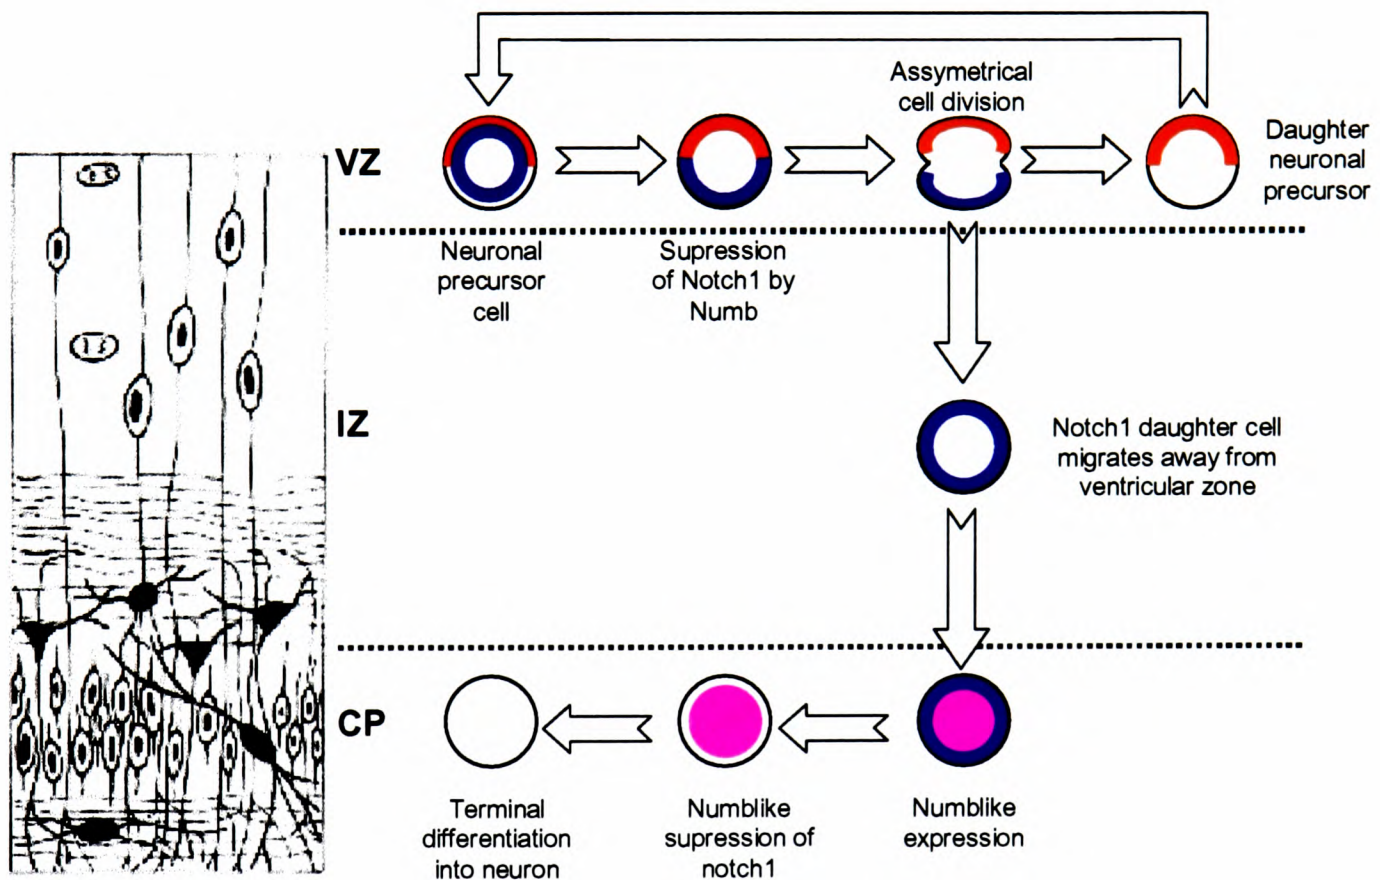 Assymetrical
cell division
VZ
Daughter
neuronal
precursor
Neuronal
precursor
cell
Supression
of Notch1 by
Numb
IZ
Notch1 daughter cell
migrates away from
ventricular zone
CP
Terminal
differentiation
into neuron
Numblike
supression of
notch1
Numblike
expression